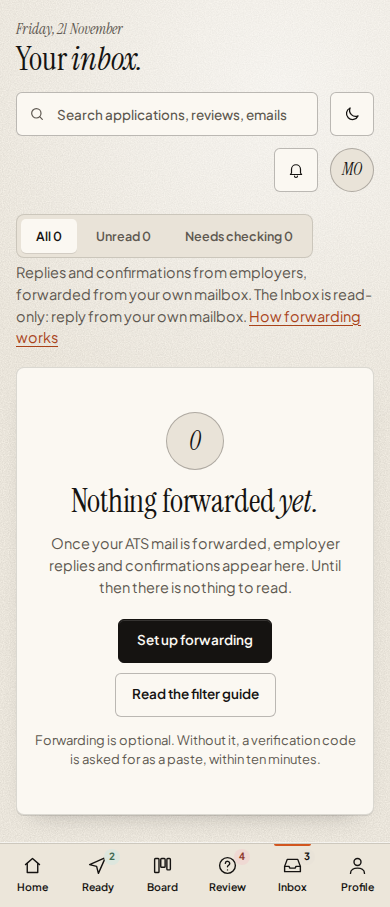 Friday, 21 November
Your inbox.
Search applications, reviews, emails
MO
All 0 Unread 0 Needs checking 0
Replies and confirmations from employers,
forwarded from your own mailbox. The Inbox is read-
only: reply from your own mailbox. How forwarding
works
0
Nothing forwarded yet.
Once your ATS mail is forwarded, employer
replies and confirmations appear here. Until
then there is nothing to read.
Set up forwarding
Read the filter guide
Forwarding is optional. Without it, a verification code
is asked for as a paste, within ten minutes.
2 4 3
Home Ready Board Review Inbox Profile